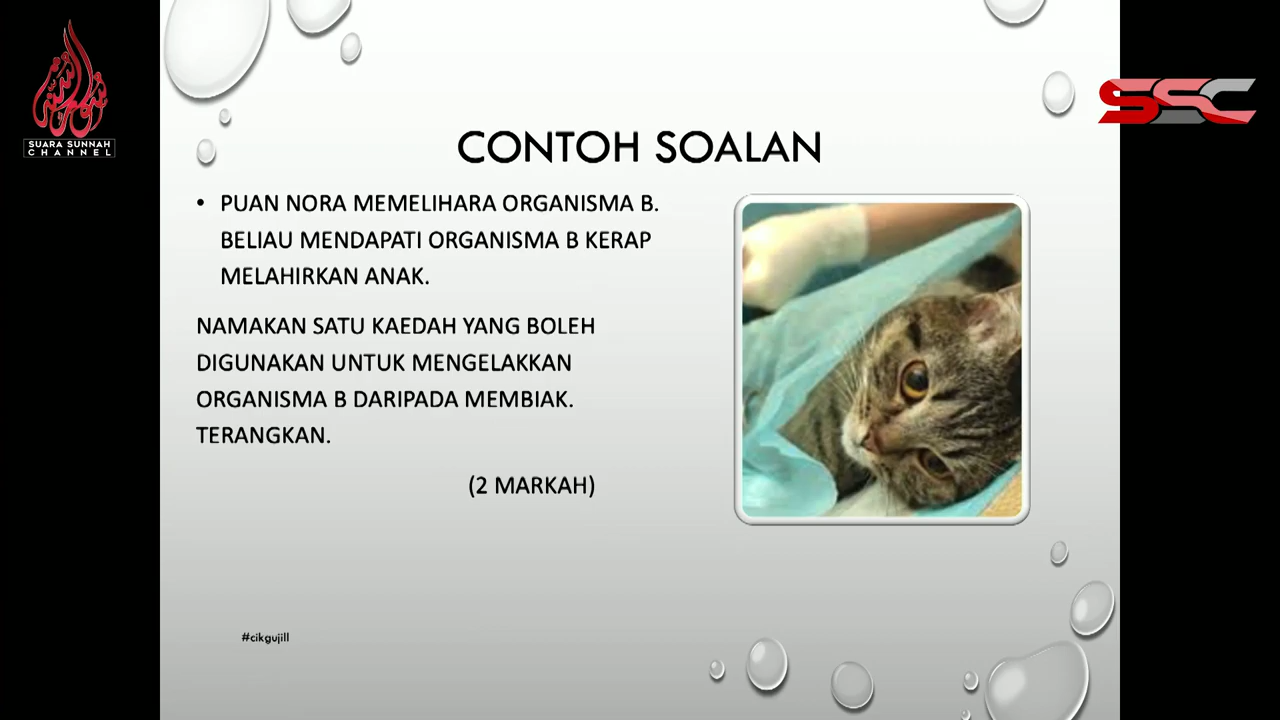 SUARA SUNNAH
CHANNEL
SSC
CONTOH SOALAN
• PUAN NORA MEMELIHARA ORGANISMA B.
BELIAU MENDAPATI ORGANISMA B KERAP
MELAHIRKAN ANAK.
NAMAKAN SATU KAEDAH YANG BOLEH
DIGUNAKAN UNTUK MENGELAKKAN
ORGANISMA B DARIPADA MEMBIAK.
TERANGKAN.
(2 MARKAH)
#cikgujill